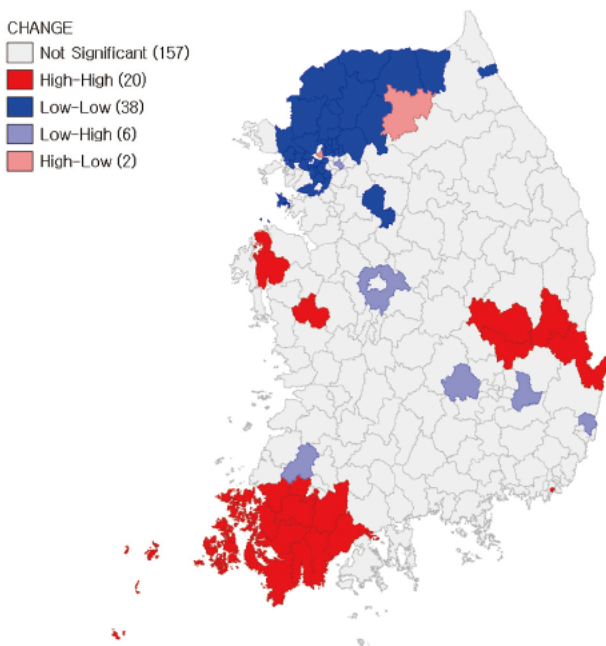 CHANGE
Not Significant (157)
High-High (20)
Low-Low (38)
Low-High (6)
High-Low (2)